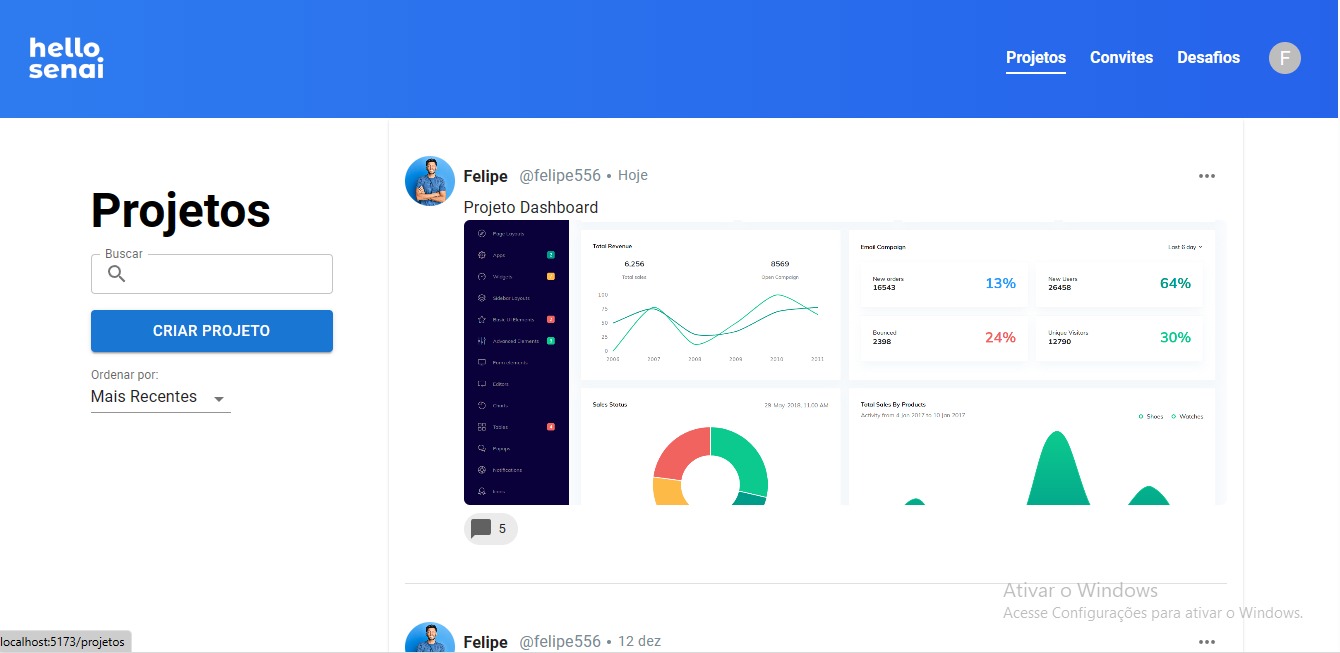 hello
senai
Projetos
Convites
Desafios
F
Projetos
Buscar
CRIAR PROJETO
Ordenar por:
Mais Recentes
Felipe @felipe556 • Hoje
Projeto Dashboard
Page Layouts
Apps
Widgets
Sidebar Layouts
Basic UI Elements
Advanced Elements
Form elements
Editors
Charts
Tables
Popups
Notifications
Icons
Total Revenue
6,256
Total sales
8569
Open Campaign
100
75
50
25
0
2006 2007 2008 2009 2010 2011
Email Campaign
Last 6 day
New orders
16543
13%
New Users
26458
64%
Bounced
2398
24%
Unique Visitors
12790
30%
Sales Status
29 May, 2018, 11.00 AM
Total Sales By Products
Activity from 4 Jan 2017 to 10 Jan 2017
Shoes
Watches
5
Felipe @felipe556 • 12 dez
Ativar o Windows
Acesse Configurações para ativar o Windows.
localhost:5173/projetos